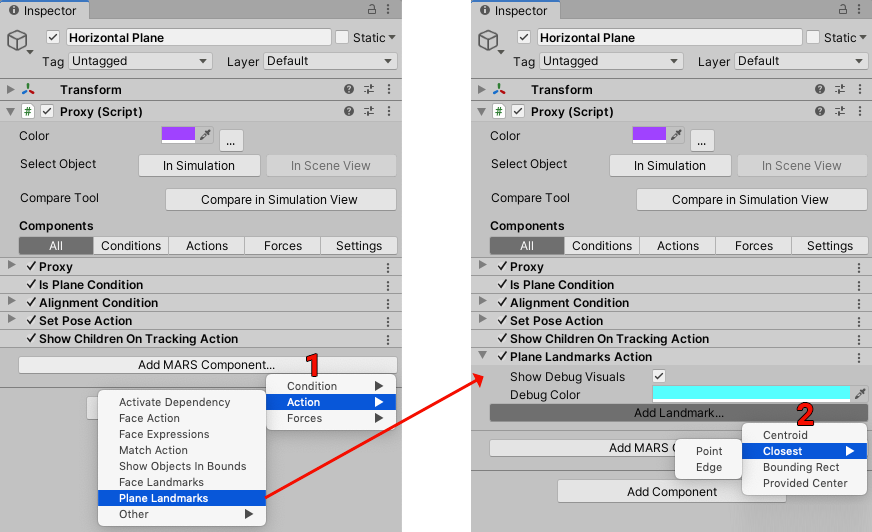 Inspector
Horizontal Plane
Static
Tag Untagged Layer Default
Transform
# Proxy (Script)
Color ...
Select Object In Simulation In Scene View
Compare Tool Compare in Simulation View
Components
All Conditions Actions Forces Settings
Proxy
Is Plane Condition
Alignment Condition
Set Pose Action
Show Children On Tracking Action
Add MARS Component...
1
Condition
Action
Forces
Activate Dependency
Face Action
Face Expressions
Match Action
Show Objects In Bounds
Face Landmarks
Plane Landmarks
Other
Inspector
Horizontal Plane
Static
Tag Untagged Layer Default
Transform
# Proxy (Script)
Color ...
Select Object In Simulation In Scene View
Compare Tool Compare in Simulation View
Components
All Conditions Actions Forces Settings
Proxy
Is Plane Condition
Alignment Condition
Set Pose Action
Show Children On Tracking Action
Plane Landmarks Action
Show Debug Visuals
Debug Color
Add Landmark...
2
Add MARS C
Centroid
Closest
Bounding Rect
Provided Center
Point
Edge
Add Component